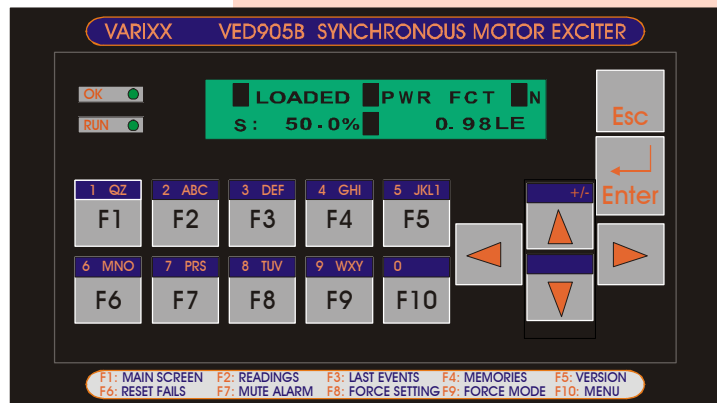 VARIXX VED905B SYNCHRONOUS MOTOR EXCITER
OK
RUN
LOADED PWR FCT N
S: 50.0% 0.98LE
Esc
Enter
1 QZ 2 ABC 3 DEF 4 GHI 5 JKL1
F1 F2 F3 F4 F5
+/-
6 MNO 7 PRS 8 TUV 9 WXY 0
F6 F7 F8 F9 F10
F1: MAIN SCREEN F2: READINGS F3: LAST EVENTS F4: MEMORIES F5: VERSION
F6: RESET FAILS F7: MUTE ALARM F8: FORCE SETTING F9: FORCE MODE F10: MENU